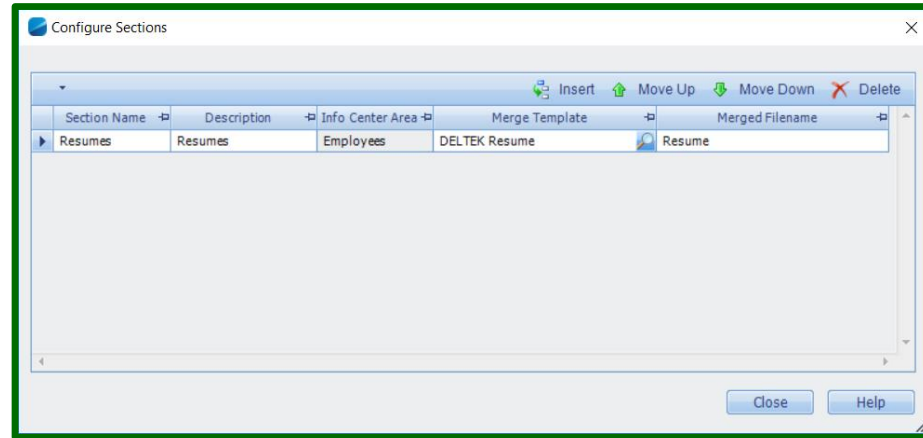 Configure Sections
Insert Move Up Move Down Delete
Section Name Description Info Center Area Merge Template Merged Filename
Resumes Resumes Employees DELTEK Resume Resume
Close Help